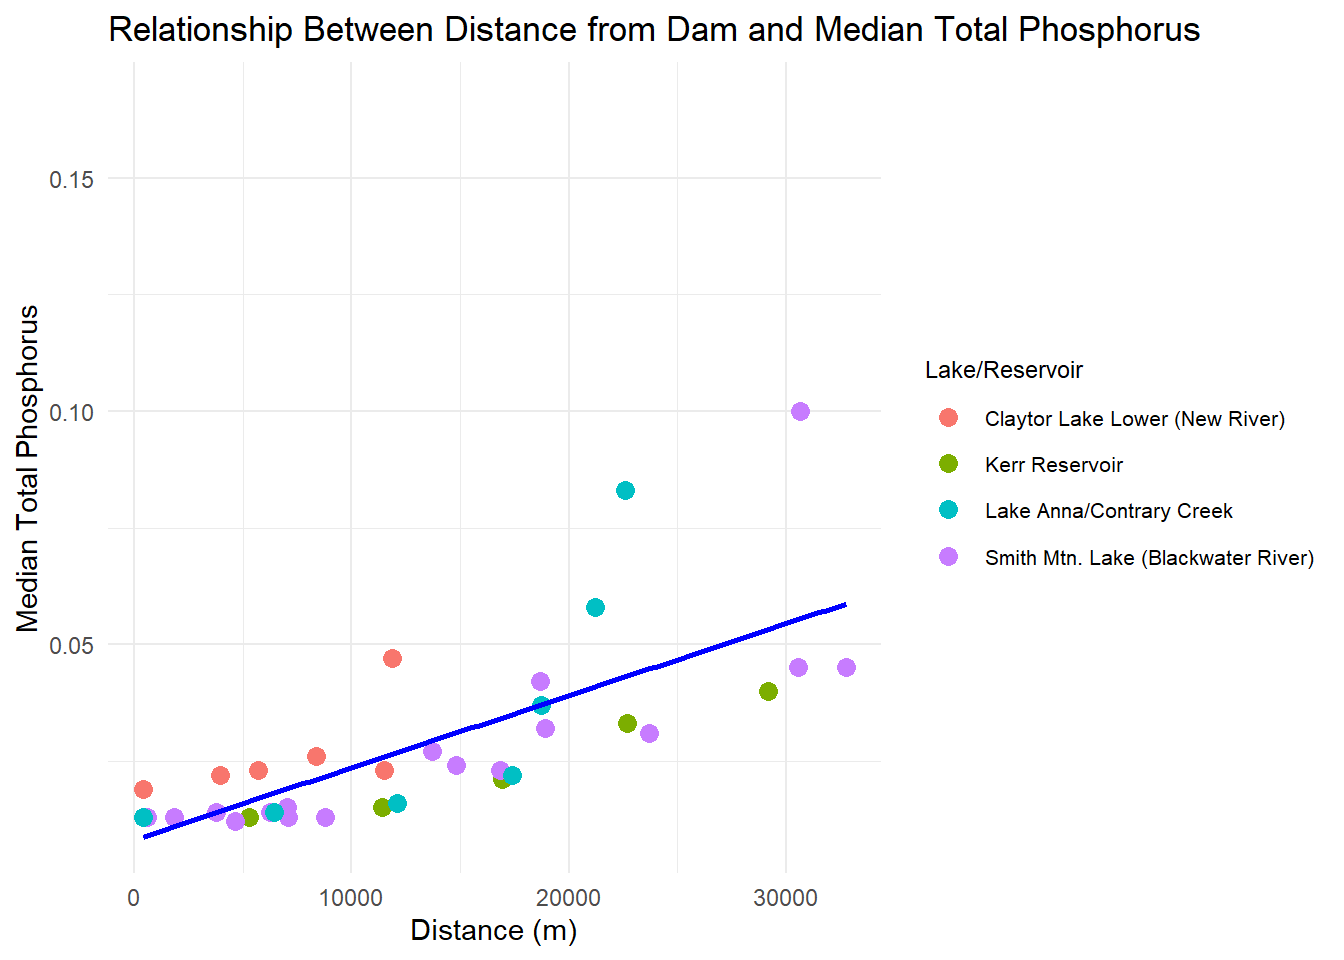 Relationship Between Distance from Dam and Median Total Phosphorus
Median Total Phosphorus
0.15
0.10
0.05
0
10000
20000
30000
Distance (m)
Lake/Reservoir
Claytor Lake Lower (New River)
Kerr Reservoir
Lake Anna/Contrary Creek
Smith Mtn. Lake (Blackwater River)